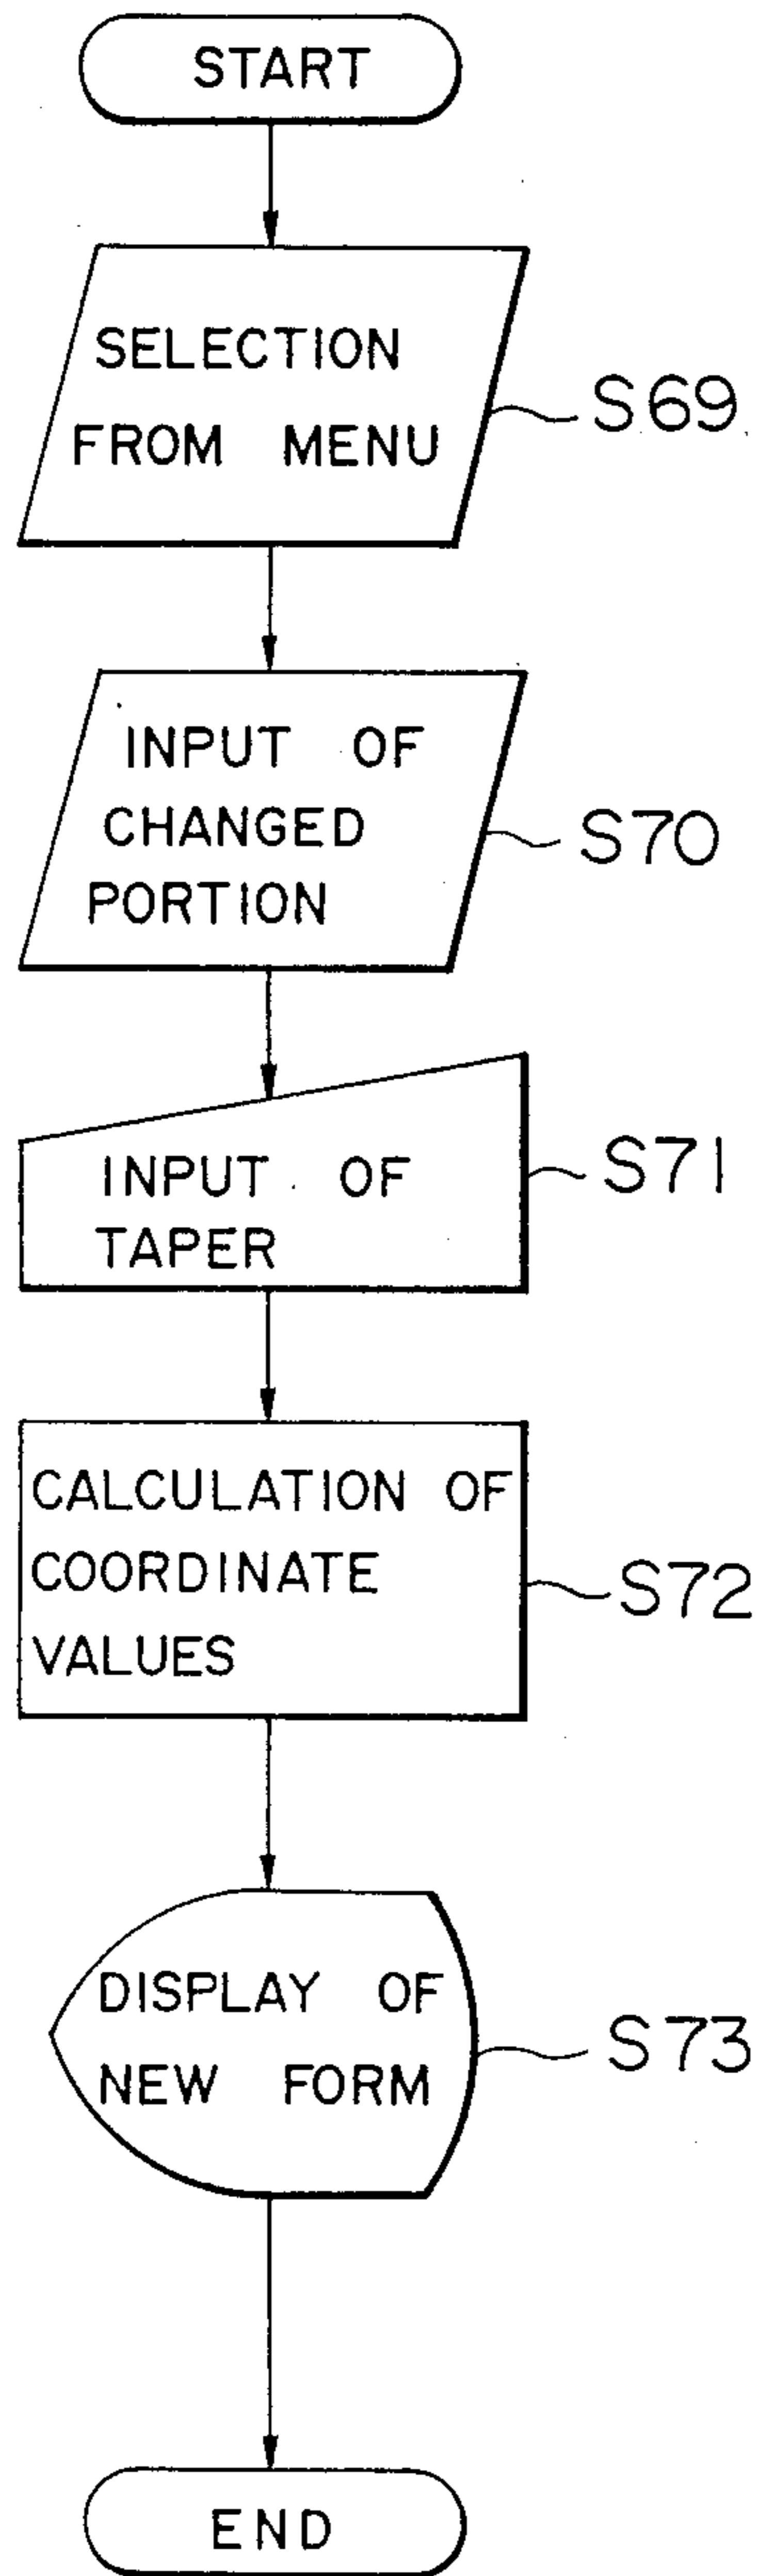 START
SELECTION
FROM MENU
S69
INPUT OF
CHANGED
PORTION
S70
INPUT OF
TAPER
S71
CALCULATION OF
COORDINATE
VALUES
S72
DISPLAY OF
NEW FORM
S73
END